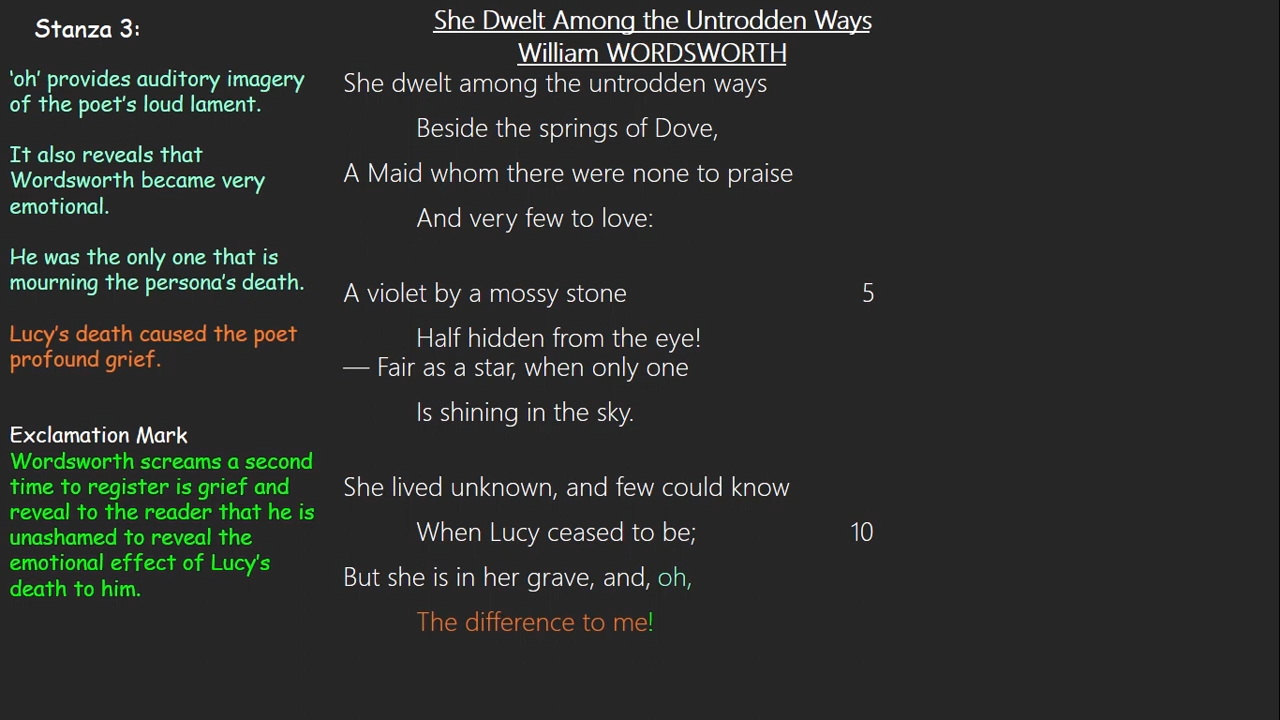 Stanza 3:
‘oh’ provides auditory imagery
of the poet’s loud lament.
It also reveals that
Wordsworth became very
emotional.
He was the only one that is
mourning the persona’s death.
Lucy’s death caused the poet
profound grief.
Exclamation Mark
Wordsworth screams a second
time to register is grief and
reveal to the reader that he is
unashamed to reveal the
emotional effect of Lucy’s
death to him.
She Dwelt Among the Untrodden Ways
William WORDSWORTH
She dwelt among the untrodden ways
Beside the springs of Dove,
A Maid whom there were none to praise
And very few to love:
A violet by a mossy stone 5
Half hidden from the eye!
— Fair as a star, when only one
Is shining in the sky.
She lived unknown, and few could know
When Lucy ceased to be; 10
But she is in her grave, and, oh,
The difference to me!